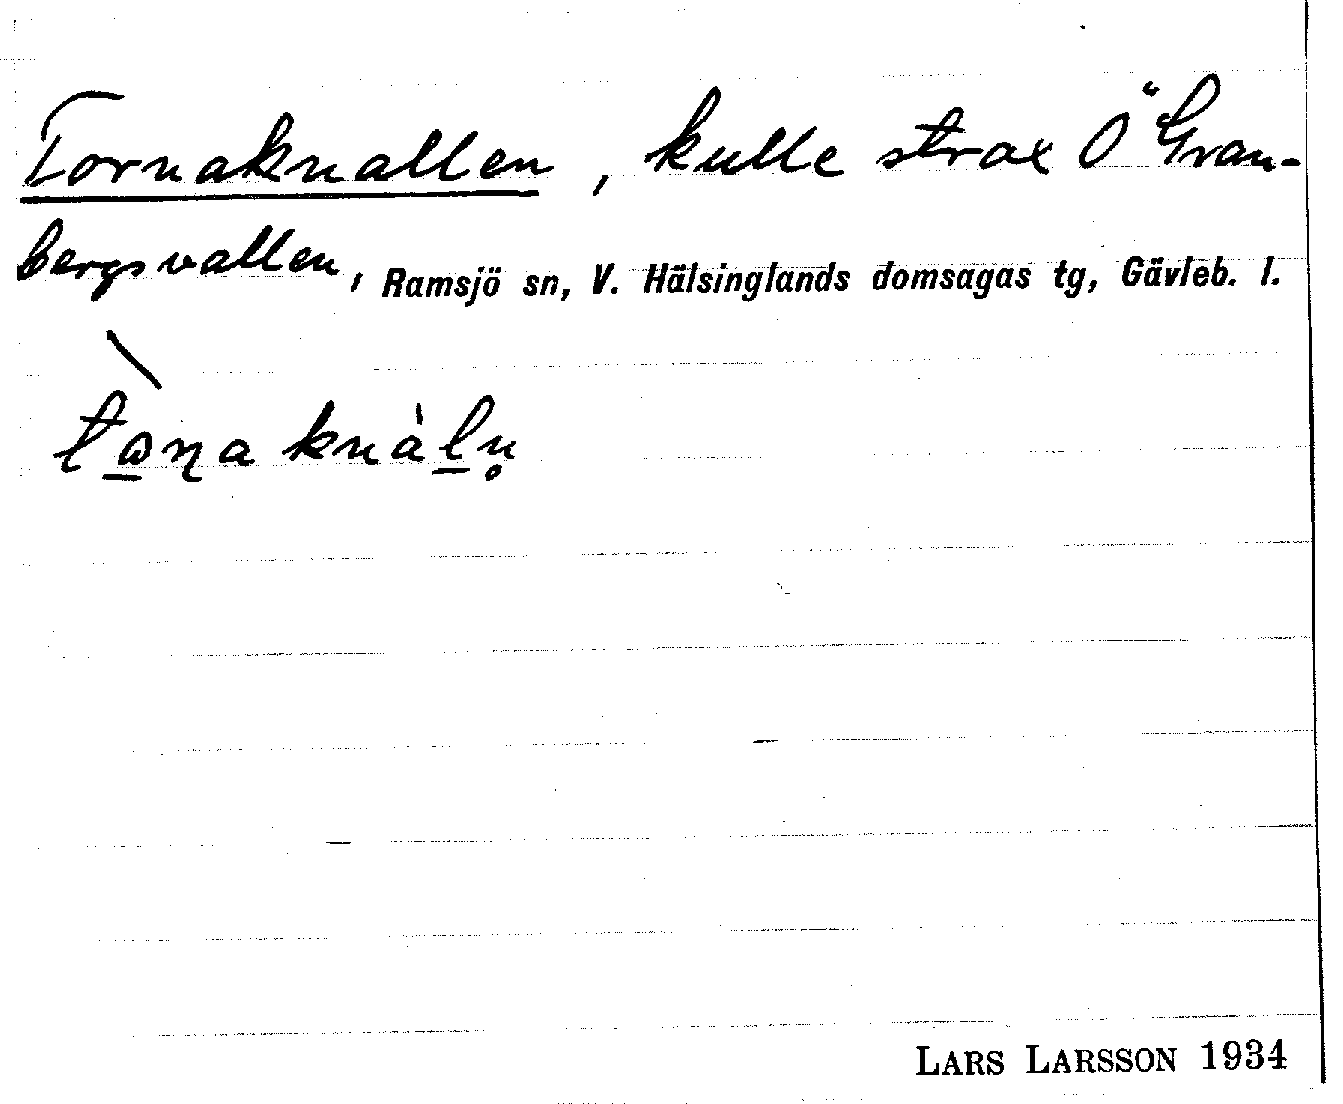 Tornaknallen, kulle strax Ö "Gran-
bergsvallen, Ramsjö sn, V. Hälsinglands domsagas tg, Gävleb. l.
LARS LARSSON 1934